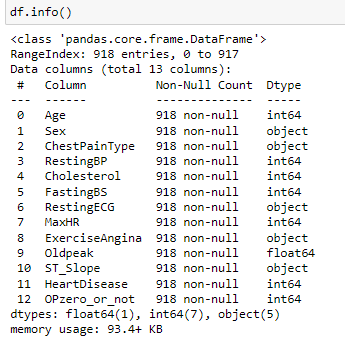 df.info()
<class 'pandas.core.frame.DataFrame'>
RangeIndex: 918 entries, 0 to 917
Data columns (total 13 columns):
 #   Column          Non-Null Count  Dtype
---  ------          --------------  -----
 0   Age             918 non-null    int64
 1   Sex             918 non-null    object
 2   ChestPainType   918 non-null    object
 3   RestingBP       918 non-null    int64
 4   Cholesterol     918 non-null    int64
 5   FastingBS       918 non-null    int64
 6   RestingECG      918 non-null    object
 7   MaxHR           918 non-null    int64
 8   ExerciseAngina  918 non-null    object
 9   Oldpeak         918 non-null    float64
 10  ST_Slope        918 non-null    object
 11  HeartDisease    918 non-null    int64
 12  OPzero_or_not   918 non-null    int64
dtypes: float64(1), int64(7), object(5)
memory usage: 93.4+ KB